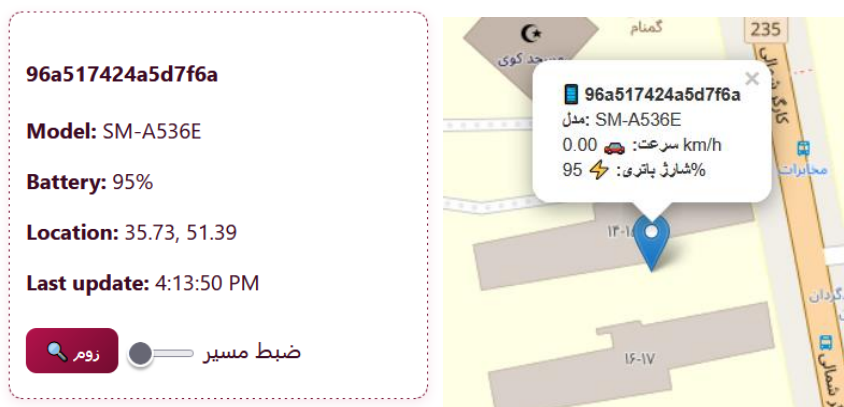 96a517424a5d7f6a
Model: SM-A536E
Battery: 95%
Location: 35.73, 51.39
Last update: 4:13:50 PM
زوم
ضبط مسیر
گمنام
235
مسجد کوی
کارگر شمالی
96a517424a5d7f6a
مدل: SM-A536E
سرعت: 0.00 km/h
شارژ باتری: 95%
مخابرات
۱۶-۱۷